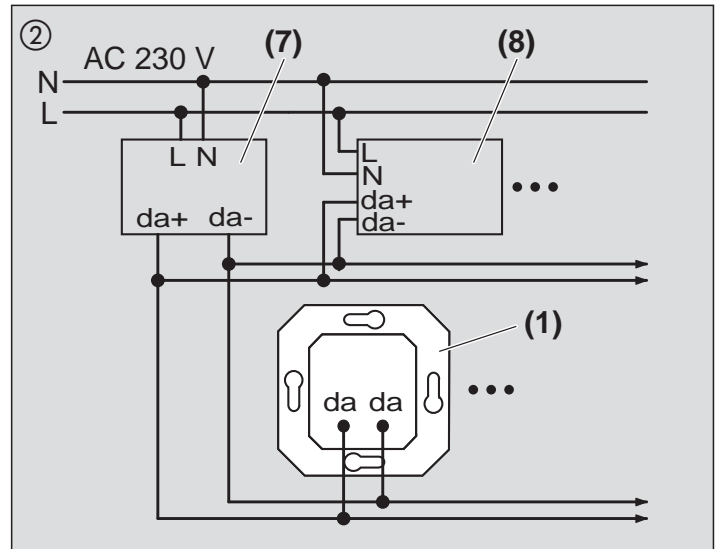 ②
AC 230 V (7) (8)
N
L
L N
L
N
da+
da-
da+ da-
(1)
da da